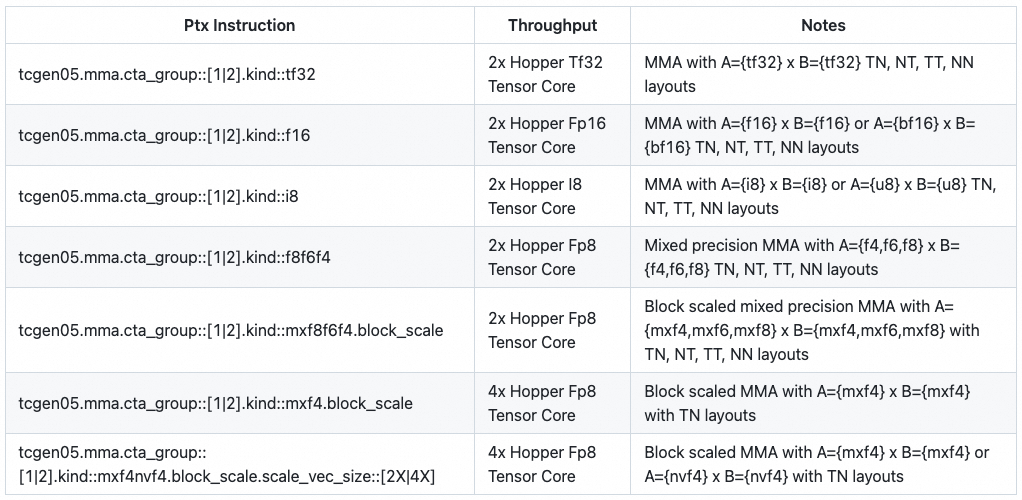 Ptx Instruction Throughput Notes
tcgen05.mma.cta_group::[1|2].kind::tf32
2x Hopper Tf32
Tensor Core
MMA with A={tf32} x B={tf32} TN, NT, TT, NN
layouts
tcgen05.mma.cta_group::[1|2].kind::f16
2x Hopper Fp16
Tensor Core
MMA with A={f16} x B={f16} or A={bf16} x B=
{bf16} TN, NT, TT, NN layouts
tcgen05.mma.cta_group::[1|2].kind::i8
2x Hopper I8
Tensor Core
MMA with A={i8} x B={i8} or A={u8} x B={u8} TN,
NT, TT, NN layouts
tcgen05.mma.cta_group::[1|2].kind::f8f6f4
2x Hopper Fp8
Tensor Core
Mixed precision MMA with A={f4,f6,f8} x B=
{f4,f6,f8} TN, NT, TT, NN layouts
tcgen05.mma.cta_group::[1|2].kind::mxf8f6f4.block_scale
2x Hopper Fp8
Tensor Core
Block scaled mixed precision MMA with A=
{mxf4,mxf6,mxf8} x B={mxf4,mxf6,mxf8} with
TN, NT, TT, NN layouts
tcgen05.mma.cta_group::[1|2].kind::mxf4.block_scale
4x Hopper Fp8
Tensor Core
Block scaled MMA with A={mxf4} x B={mxf4}
with TN layouts
tcgen05.mma.cta_group::
[1|2].kind::mxf4nvf4.block_scale.scale_vec_size::[2X|4X]
4x Hopper Fp8
Tensor Core
Block scaled MMA with A={mxf4} x B={mxf4} or
A={nvf4} x B={nvf4} with TN layouts